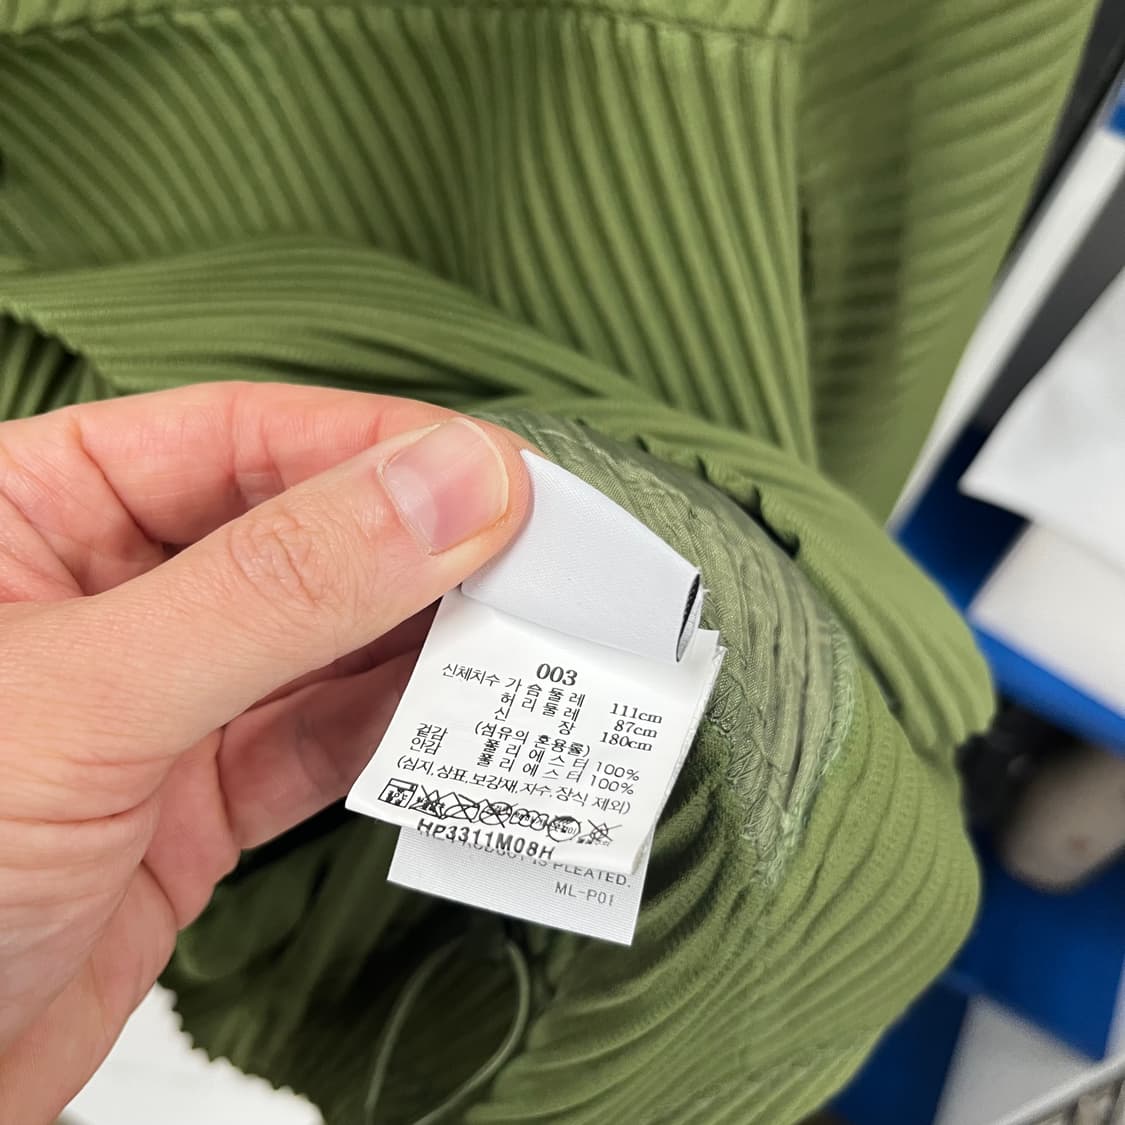 003
신체치수 가 슴 둘 레 111cm
허 리 둘 레 87cm
신 장 180cm
(섬유의 혼용률)
겉감 폴 리 에 스 터 100%
안감 폴 리 에 스 터 100%
(심지,상표,보강재,자수,장식 제외)
HP3311M08H
IS PLEATED.
ML-P01